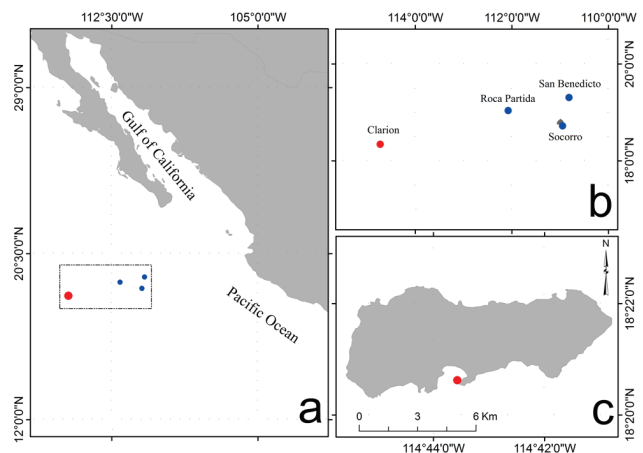 112°30'0"W
105°0'0"W
29°0'0"N
20°30'0"N
12°0'0"N
Gulf of California
Pacific Ocean
a
114°0'0"W
112°0'0"W
110°0'0"W
20°0'0"N
18°0'0"N
San Benedicto
Roca Partida
Clarion
Socorro
b
N
18°22'0"N
18°20'0"N
0 3 6 Km
c
114°44'0"W
114°42'0"W